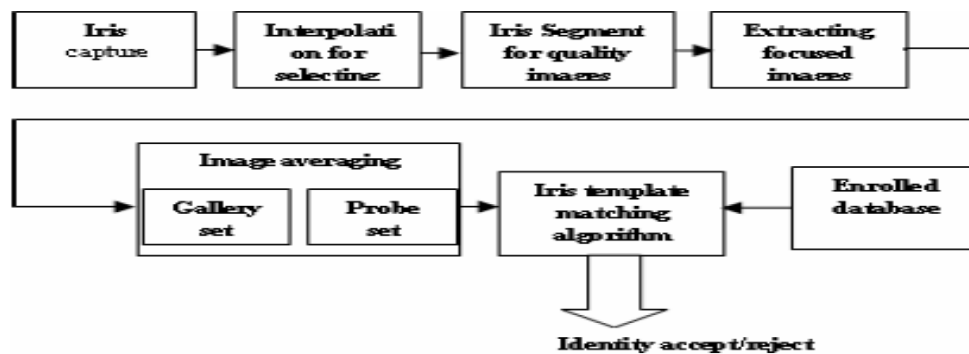 Iris
capture
Interpolati
on for
selecting
Iris Segment
for quality
images
Extracting
focused
images
Image averaging
Gallery
set
Probe
set
Iris template
matching
algorithm
Enrolled
database
Identity accept/reject